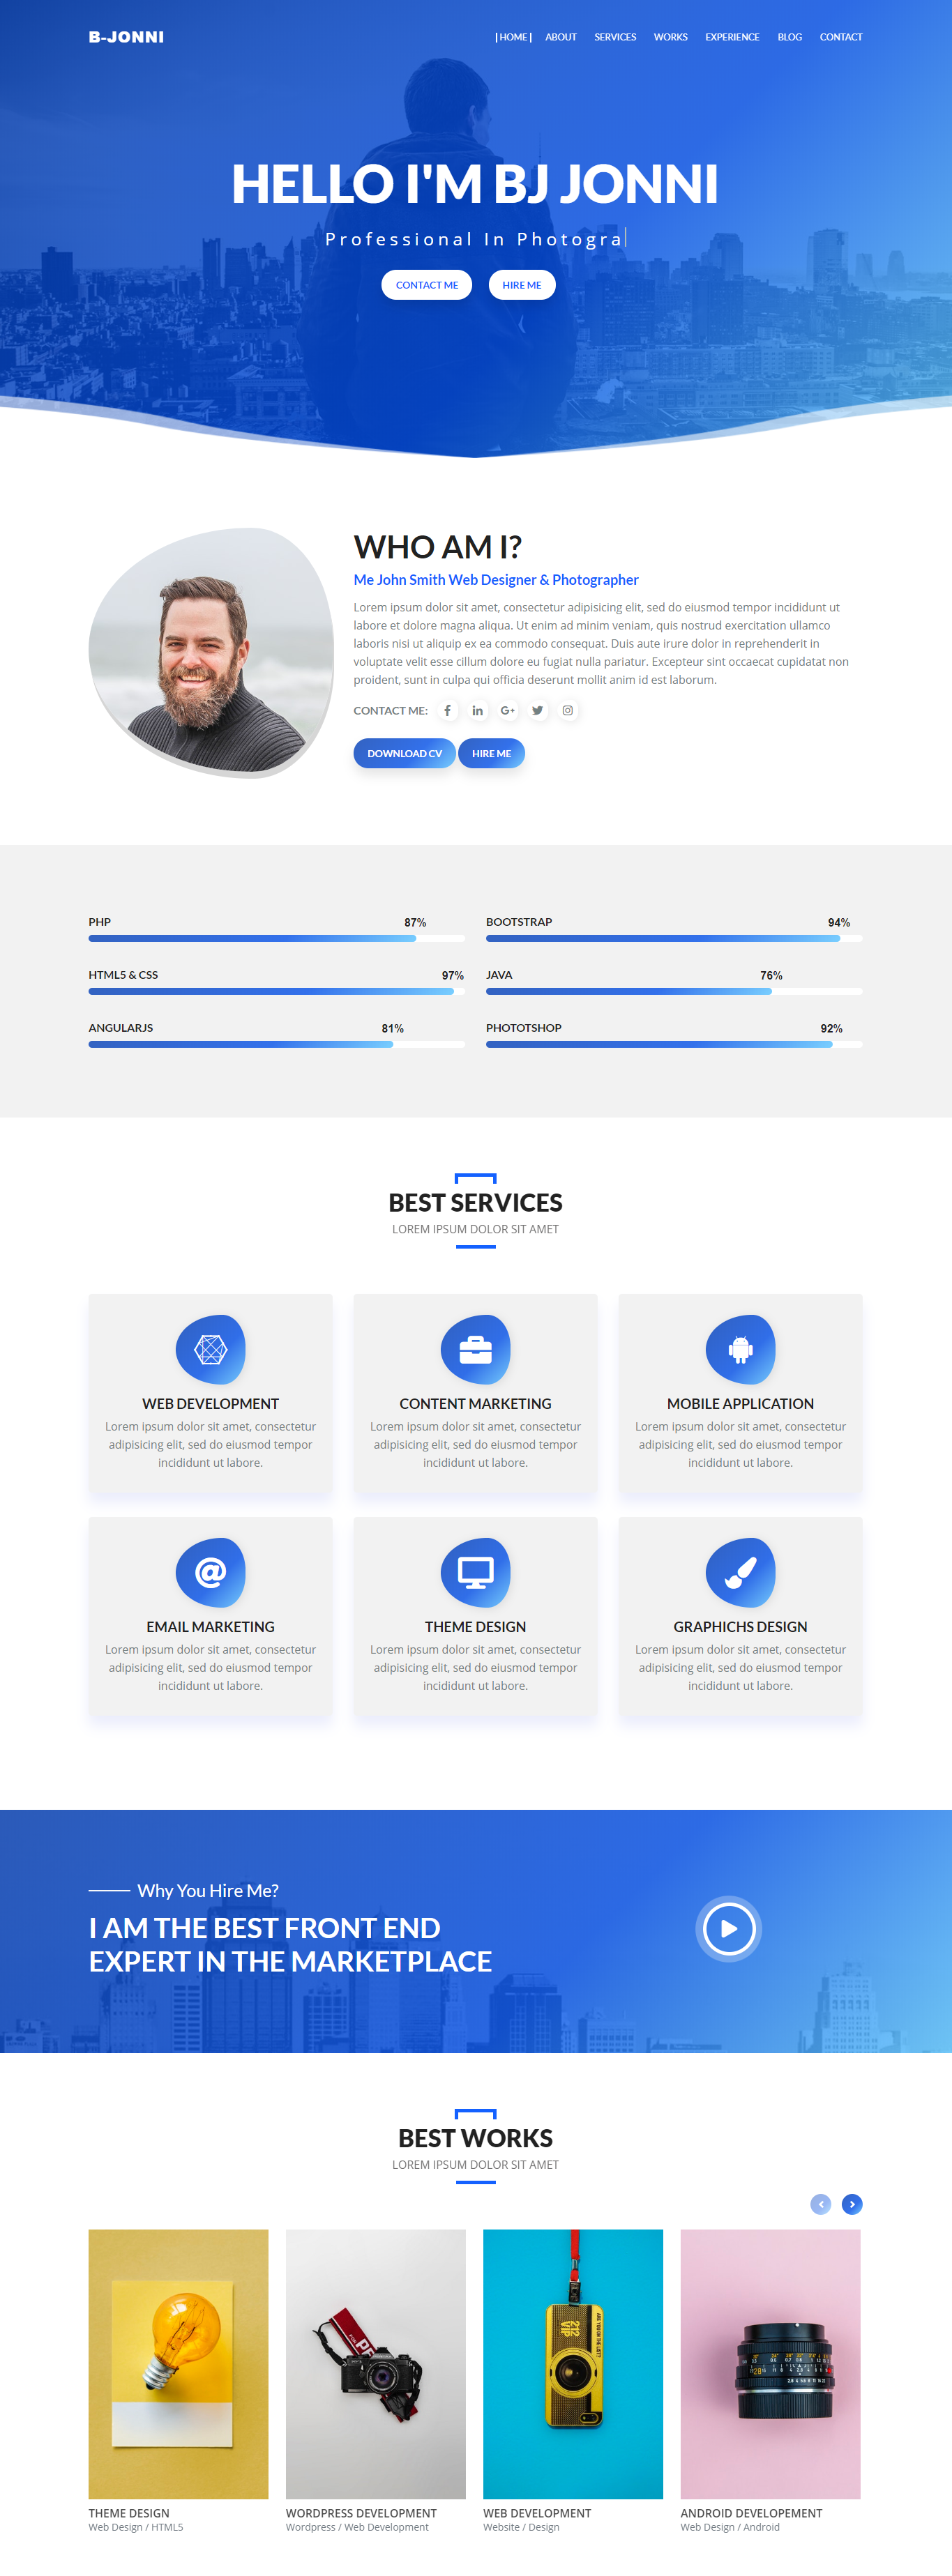 B-JONNI
| HOME | ABOUT SERVICES WORKS EXPERIENCE BLOG CONTACT
HELLO I'M BJ JONNI
Professional In Photogra|
CONTACT ME HIRE ME
WHO AM I?
Me John Smith Web Designer & Photographer
Lorem ipsum dolor sit amet, consectetur adipisicing elit, sed do eiusmod tempor incididunt ut
labore et dolore magna aliqua. Ut enim ad minim veniam, quis nostrud exercitation ullamco
laboris nisi ut aliquip ex ea commodo consequat. Duis aute irure dolor in reprehenderit in
voluptate velit esse cillum dolore eu fugiat nulla pariatur. Excepteur sint occaecat cupidatat non
proident, sunt in culpa qui officia deserunt mollit anim id est laborum.
CONTACT ME:
DOWNLOAD CV HIRE ME
PHP 87%
BOOTSTRAP 94%
HTML5 & CSS 97%
JAVA 76%
ANGULARJS 81%
PHOTOTSHOP 92%
BEST SERVICES
LOREM IPSUM DOLOR SIT AMET
WEB DEVELOPMENT
Lorem ipsum dolor sit amet, consectetur
adipisicing elit, sed do eiusmod tempor
incididunt ut labore.
CONTENT MARKETING
Lorem ipsum dolor sit amet, consectetur
adipisicing elit, sed do eiusmod tempor
incididunt ut labore.
MOBILE APPLICATION
Lorem ipsum dolor sit amet, consectetur
adipisicing elit, sed do eiusmod tempor
incididunt ut labore.
EMAIL MARKETING
Lorem ipsum dolor sit amet, consectetur
adipisicing elit, sed do eiusmod tempor
incididunt ut labore.
THEME DESIGN
Lorem ipsum dolor sit amet, consectetur
adipisicing elit, sed do eiusmod tempor
incididunt ut labore.
GRAPHICHS DESIGN
Lorem ipsum dolor sit amet, consectetur
adipisicing elit, sed do eiusmod tempor
incididunt ut labore.
Why You Hire Me?
I AM THE BEST FRONT END
EXPERT IN THE MARKETPLACE
BEST WORKS
LOREM IPSUM DOLOR SIT AMET
212
VIP
THEME DESIGN
Web Design / HTML5
WORDPRESS DEVELOPMENT
Wordpress / Web Development
WEB DEVELOPMENT
Website / Design
ANDROID DEVELOPEMENT
Web Design / Android